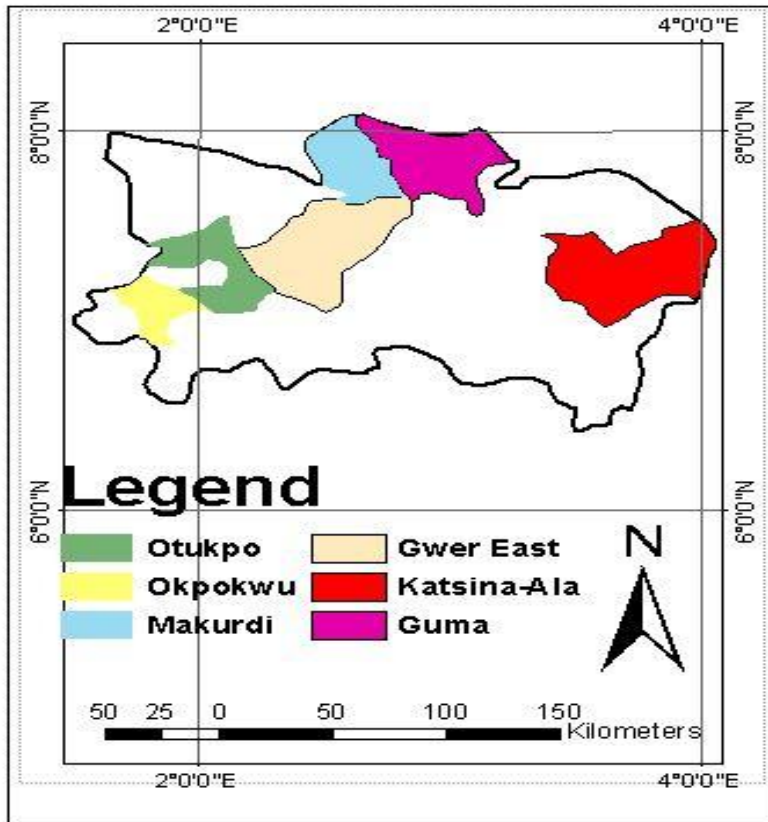 2°0'0"E 4°0'0"E
8°0'0"N 8°0'0"N
6°0'0"N 6°0'0"N
Legend
Otukpo Gwer East
Okpokwu Katsina-Ala
Makurdi Guma
N
50 25 0 50 100 150
Kilometers
2°0'0"E 4°0'0"E